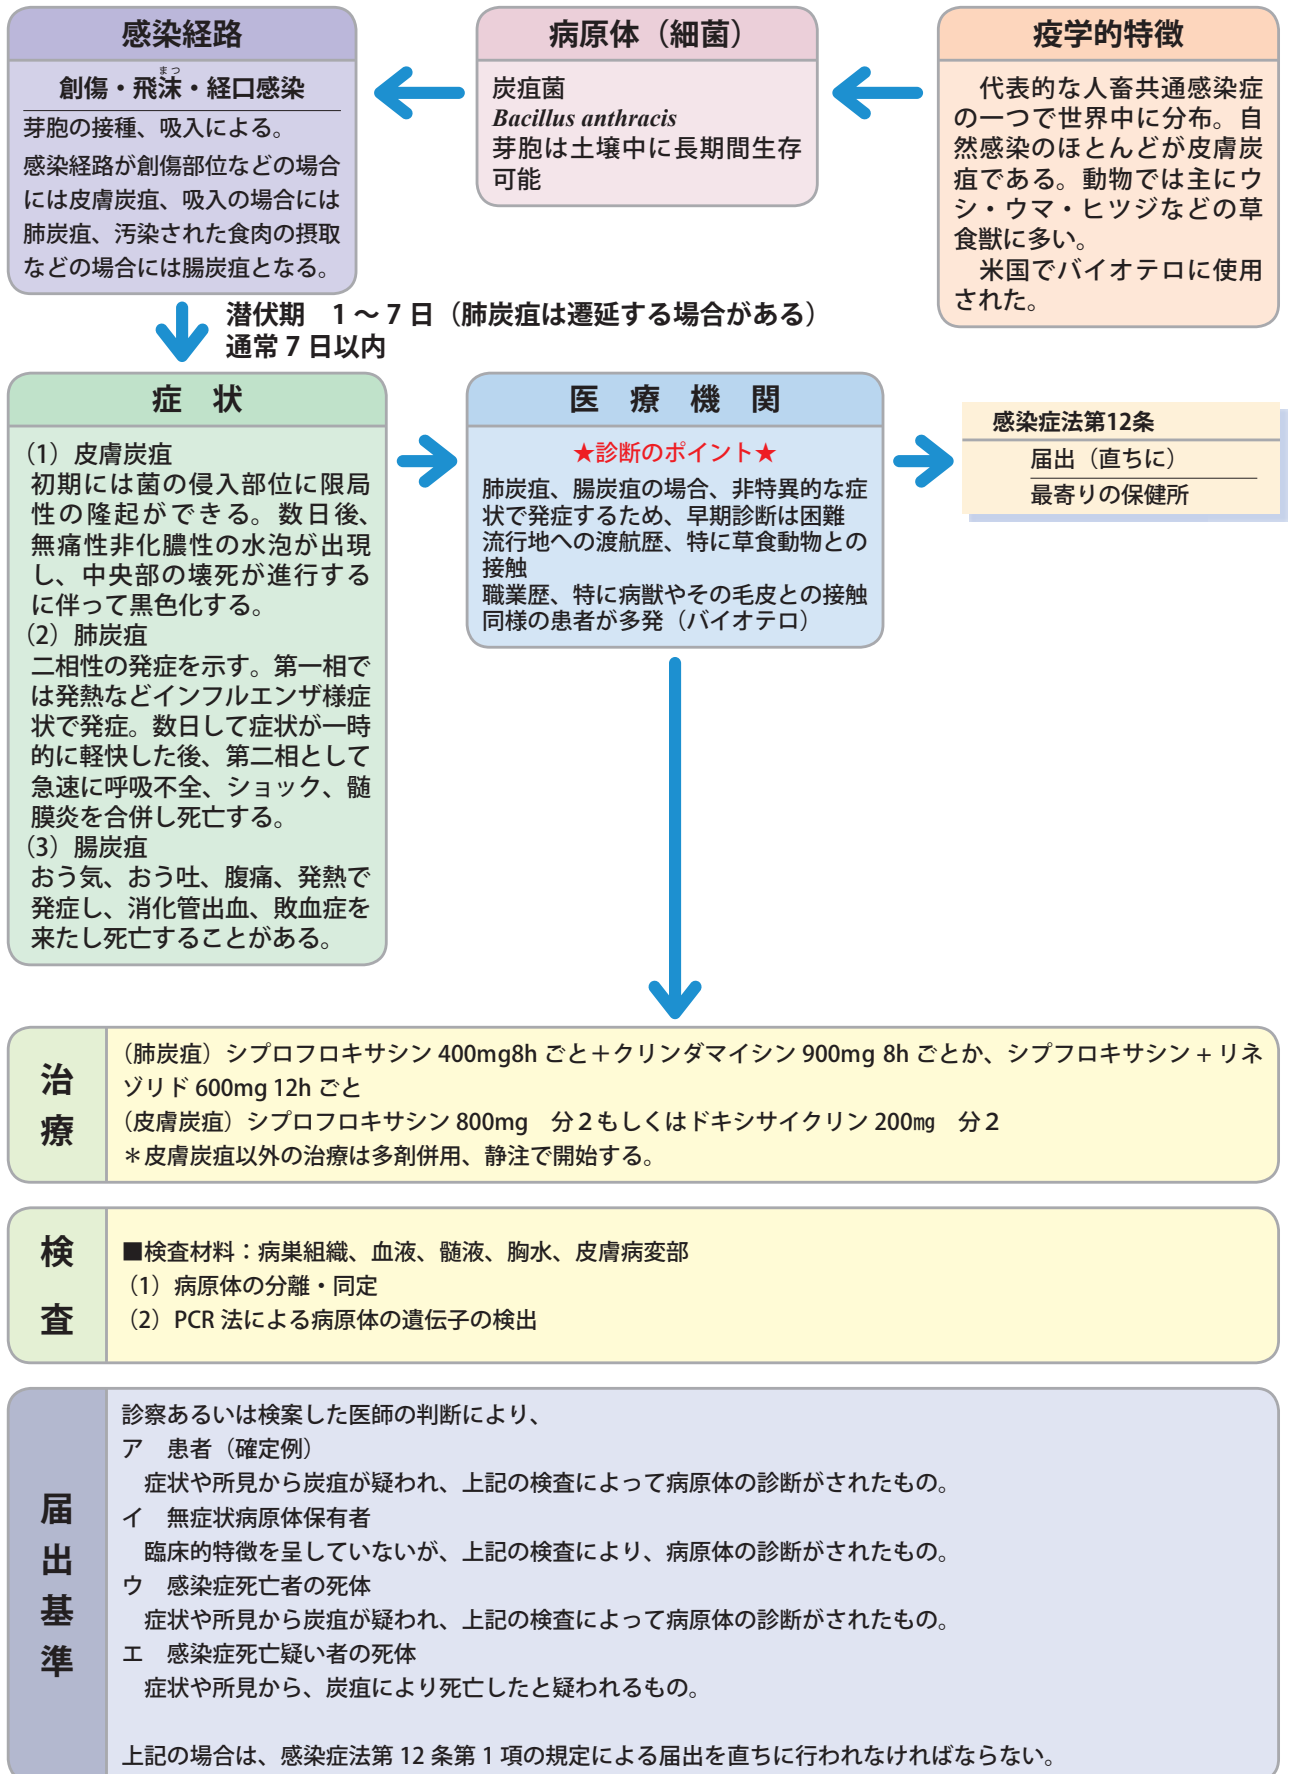 感染経路
創傷・飛沫・経口感染
まつ
芽胞の接種、吸入による。
感染経路が創傷部位などの場合
には皮膚炭疽、吸入の場合には
肺炭疽、汚染された食肉の摂取
などの場合には腸炭疽となる。
病原体（細菌）
炭疽菌
Bacillus anthracis
芽胞は土壌中に長期間生存
可能
疫学的特徴
代表的な人畜共通感染症
の一つで世界中に分布。自
然感染のほとんどが皮膚炭
疽である。動物では主にウ
シ・ウマ・ヒツジなどの草
食獣に多い。
米国でバイオテロに使用
された。
潜伏期　1～7日（肺炭疽は遷延する場合がある）
通常7日以内
症　状
（1）皮膚炭疽
初期には菌の侵入部位に限局
性の隆起ができる。数日後、
無痛性非化膿性の水泡が出現
し、中央部の壊死が進行する
に伴って黒色化する。
（2）肺炭疽
二相性の発症を示す。第一相で
は発熱などインフルエンザ様症
状で発症。数日して症状が一時
的に軽快した後、第二相として
急速に呼吸不全、ショック、髄
膜炎を合併し死亡する。
（3）腸炭疽
おう気、おう吐、腹痛、発熱で
発症し、消化管出血、敗血症を
来たし死亡することがある。
医　療　機　関
★診断のポイント★
肺炭疽、腸炭疽の場合、非特異的な症
状で発症するため、早期診断は困難
流行地への渡航歴、特に草食動物との
接触
職業歴、特に病獣やその毛皮との接触
同様の患者が多発（バイオテロ）
感染症法第12条
届出（直ちに）
最寄りの保健所
治療
（肺炭疽）シプロフロキサシン 400mg8h ごと＋クリンダマイシン 900mg 8h ごとか、シプフロキサシン + リネ
ゾリド 600mg 12h ごと
（皮膚炭疽）シプロフロキサシン 800mg　分２もしくはドキシサイクリン 200㎎　分２
＊皮膚炭疽以外の治療は多剤併用、静注で開始する。
検査
■検査材料：病巣組織、血液、髄液、胸水、皮膚病変部
（1）病原体の分離・同定
（2）PCR 法による病原体の遺伝子の検出
届出基準
診察あるいは検案した医師の判断により、
ア　患者（確定例）
症状や所見から炭疽が疑われ、上記の検査によって病原体の診断がされたもの。
イ　無症状病原体保有者
臨床的特徴を呈していないが、上記の検査により、病原体の診断がされたもの。
ウ　感染症死亡者の死体
症状や所見から炭疽が疑われ、上記の検査によって病原体の診断がされたもの。
エ　感染症死亡疑い者の死体
症状や所見から、炭疽により死亡したと疑われるもの。
上記の場合は、感染症法第 12 条第 1 項の規定による届出を直ちに行われなければならない。